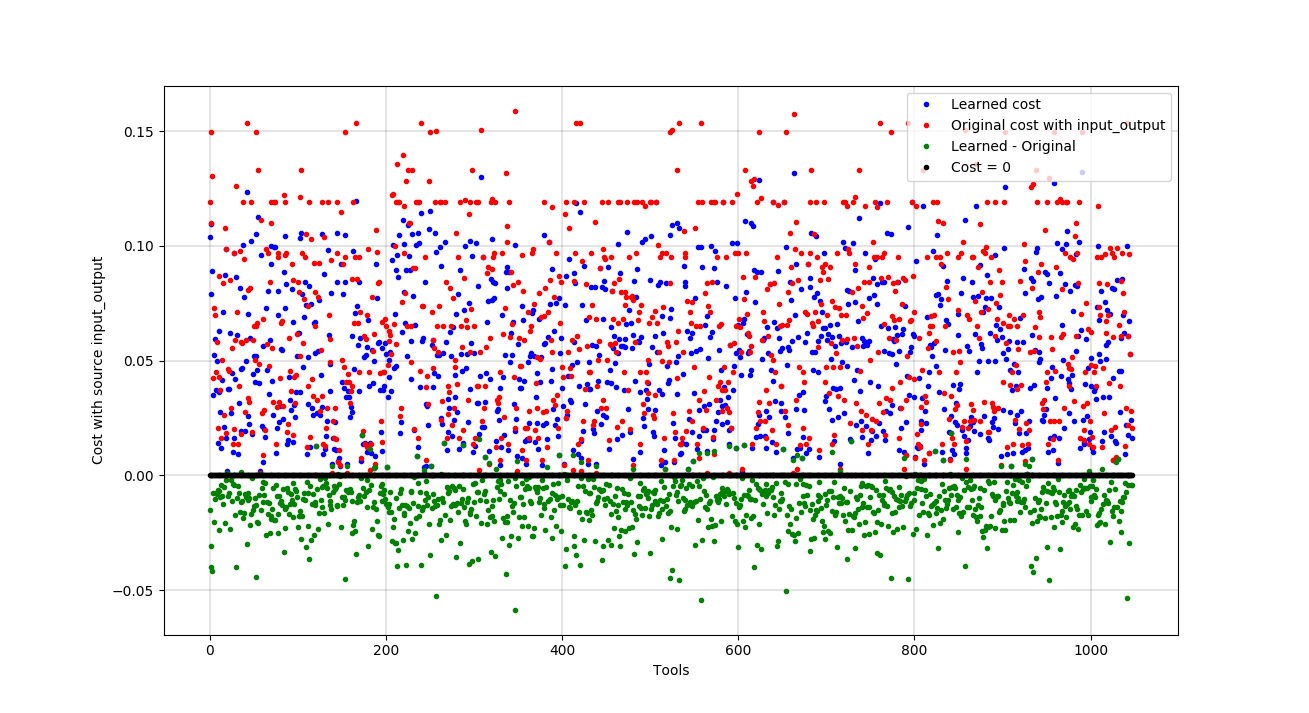 Learned cost
Original cost with input_output
Learned - Original
Cost = 0
0.15
0.10
0.05
0.00
−0.05
Cost with source input_output
0 200 400 600 800 1000
Tools